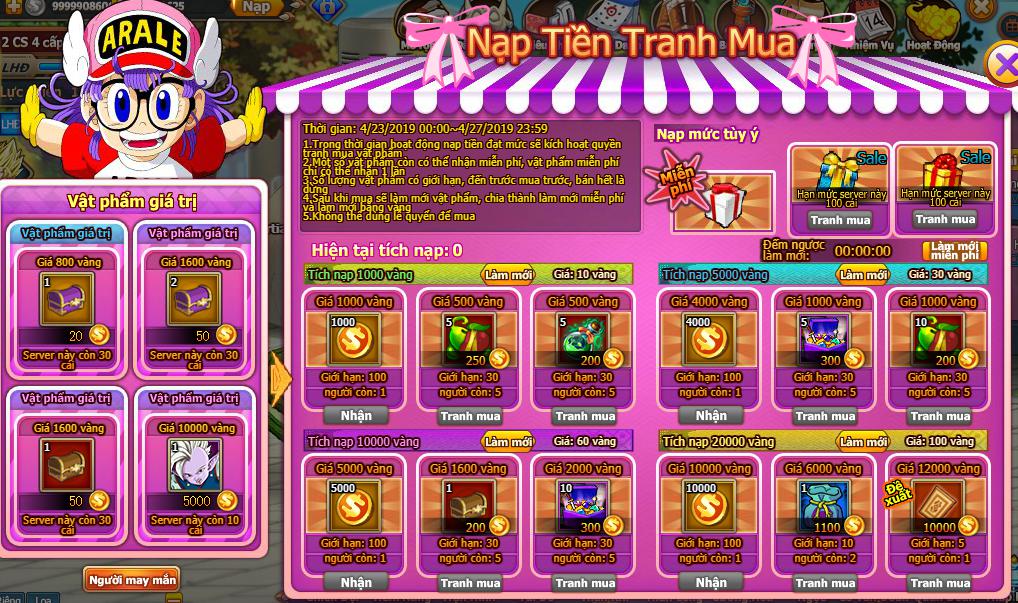 Nạp
2 CS 4 cấp
LHĐ
ARALE
Nạp Tiền Tranh Mua
Nhiệm Vụ
Hoạt Động
Thời gian: 4/23/2019 00:00~4/27/2019 23:59
1.Trong thời gian hoạt động nạp tiền đạt mức sẽ kích hoạt quyền
tranh mua vật phẩm
2.Một số vật phẩm còn có thể nhận miễn phí, vật phẩm miễn phí
chỉ có thể nhận 1 lần
3.Số lượng vật phẩm có giới hạn, đến trước mua trước, bán hết là
dừng
4.Sau khi mua sẽ làm mới vật phẩm, chia thành làm mới miễn phí
và làm mới bằng vàng
5.Không thể dùng lễ quyển để mua
Nạp mức tùy ý
Miễn
phí
Sale
Hạn mức server này
100 cái
Tranh mua
Sale
Hạn mức server này
100 cái
Tranh mua
Hiện tại tích nạp: 0
Đếm ngược
làm mới:
00:00:00
Làm mới
miễn phí
Vật phẩm giá trị
Vật phẩm giá trị
Giá 800 vàng
1
20
Server này còn 30
cái
Vật phẩm giá trị
Giá 1600 vàng
2
50
Server này còn 30
cái
Vật phẩm giá trị
Giá 1600 vàng
1
50
Server này còn 30
cái
Vật phẩm giá trị
Giá 10000 vàng
1
5000
Server này còn 10
cái
Người may mắn
Tích nạp 1000 vàng
Làm mới
Giá: 10 vàng
Giá 1000 vàng
1000
Giới hạn: 100
người còn: 1
Nhận
Giá 500 vàng
5
250
Giới hạn: 30
người còn: 5
Tranh mua
Giá 500 vàng
5
200
Giới hạn: 30
người còn: 5
Tranh mua
Tích nạp 5000 vàng
Làm mới
Giá: 30 vàng
Giá 4000 vàng
4000
Giới hạn: 100
người còn: 1
Nhận
Giá 1000 vàng
5
300
Giới hạn: 30
người còn: 5
Tranh mua
Giá 1000 vàng
10
200
Giới hạn: 30
người còn: 5
Tranh mua
Tích nạp 10000 vàng
Làm mới
Giá: 60 vàng
Giá 5000 vàng
5000
Giới hạn: 100
người còn: 1
Nhận
Giá 1600 vàng
1
200
Giới hạn: 30
người còn: 5
Tranh mua
Giá 2000 vàng
10
300
Giới hạn: 30
người còn: 5
Tranh mua
Tích nạp 20000 vàng
Làm mới
Giá: 100 vàng
Giá 10000 vàng
10000
Giới hạn: 100
người còn: 1
Nhận
Giá 6000 vàng
1
1100
Giới hạn: 10
người còn: 2
Tranh mua
Giá 12000 vàng
Đề
xuất
10000
Giới hạn: 5
người còn: 1
Tranh mua